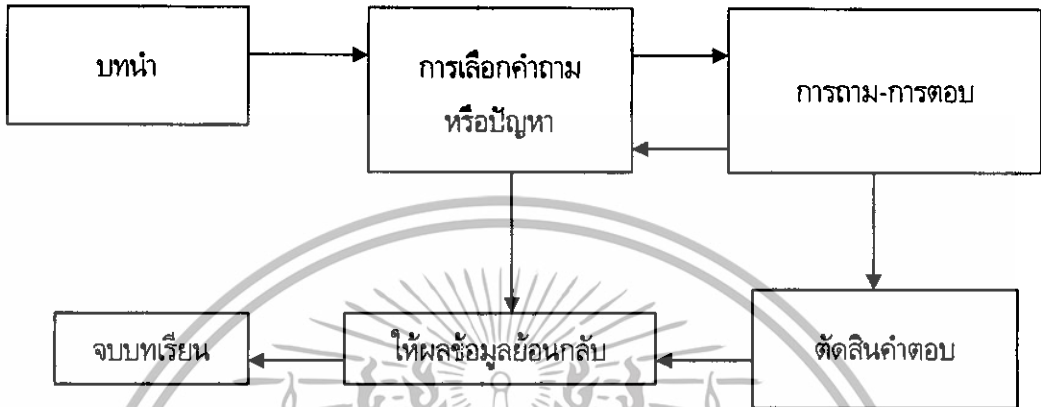 บทนำ
การเลือกคำถาม
หรือปัญหา
การถาม-การตอบ
จบบทเรียน
ให้ผลข้อมูลย้อนกลับ
ตัดสินคำตอบ